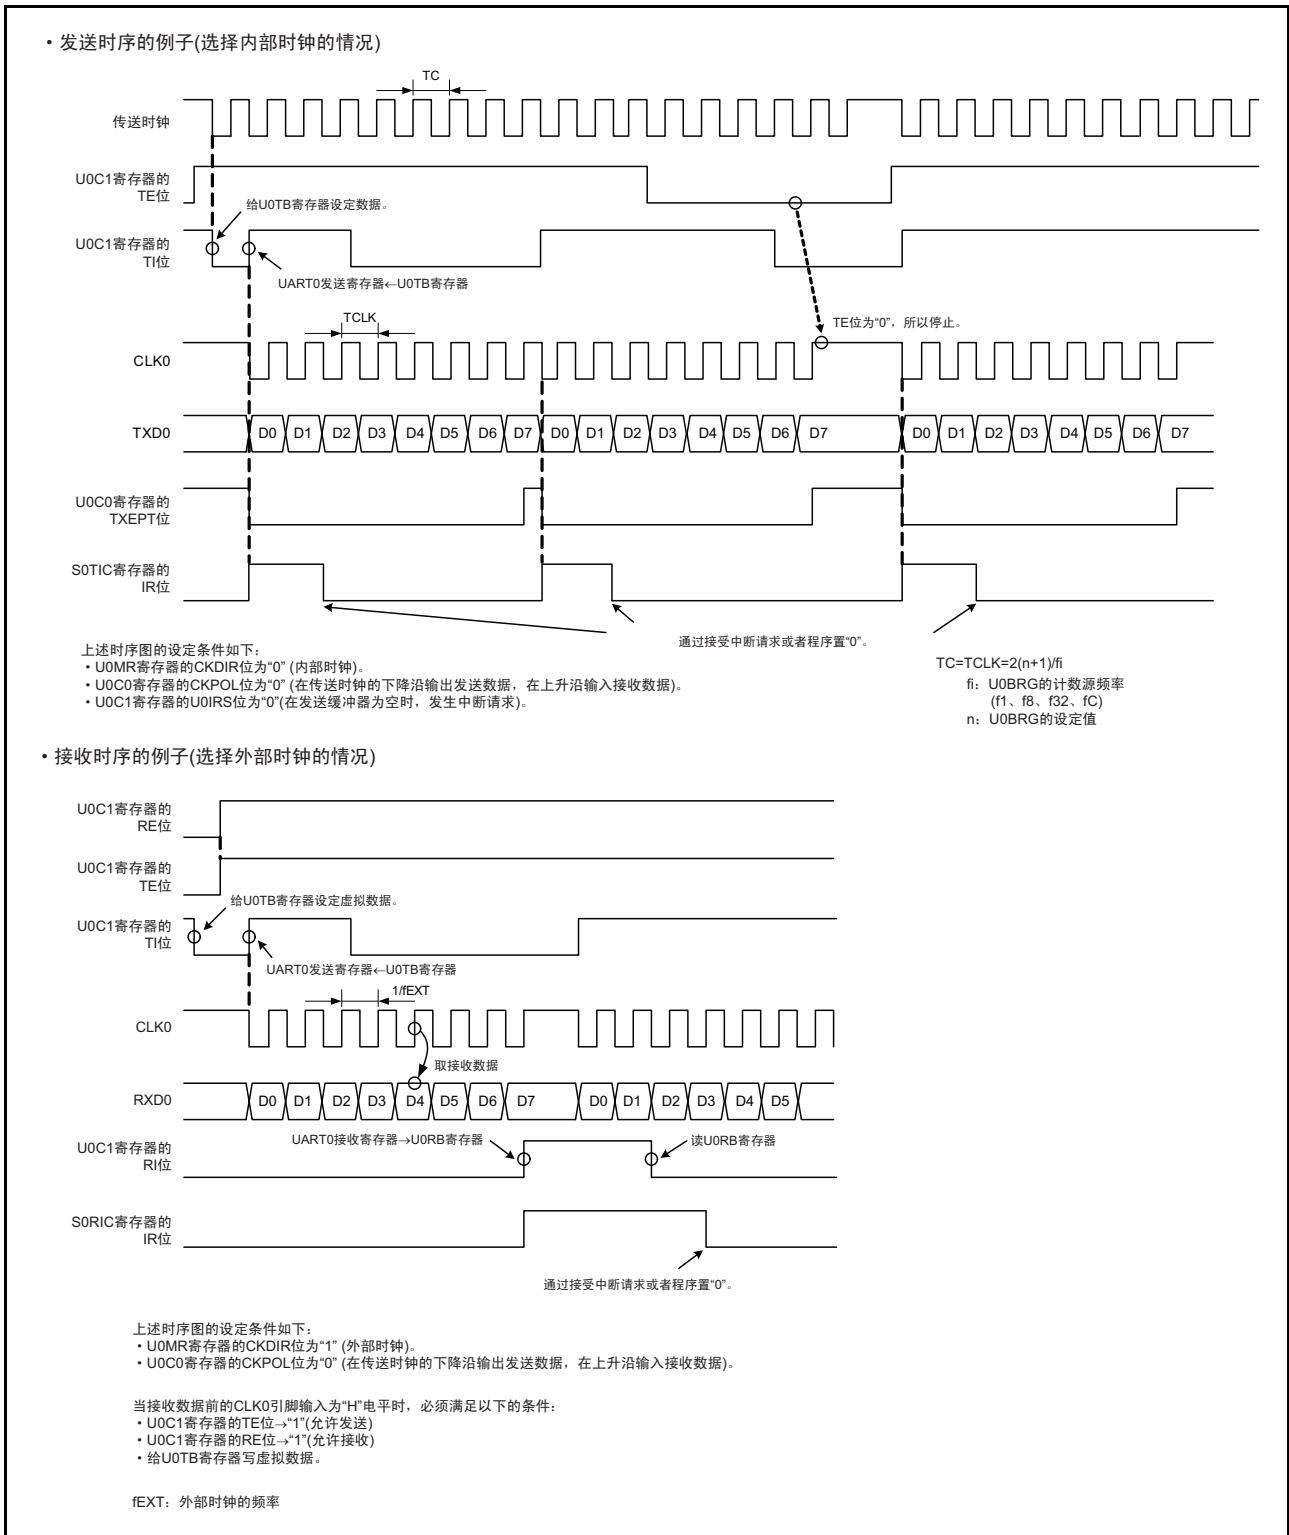 ・发送时序的例子(选择内部时钟的情况)
TC
传送时钟
U0C1寄存器的
TE位
给U0TB寄存器设定数据。
U0C1寄存器的
TI位
UART0发送寄存器←U0TB寄存器
TCLK
TE位为“0”，所以停止。
CLK0
TXD0 D0 D1 D2 D3 D4 D5 D6 D7 D0 D1 D2 D3 D4 D5 D6 D7 D0 D1 D2 D3 D4 D5 D6 D7
U0C0寄存器的
TXEPT位
S0TIC寄存器的
IR位
通过接受中断请求或者程序置“0”。
上述时序图的设定条件如下：
・U0MR寄存器的CKDIR位为“0” (内部时钟)。
・U0C0寄存器的CKPOL位为“0” (在传送时钟的下降沿输出发送数据，在上升沿输入接收数据)。
・U0C1寄存器的U0IRS位为“0”(在发送缓冲器为空时，发生中断请求)。
TC=TCLK=2(n+1)/fi
fi：U0BRG的计数源频率
(f1、f8、f32、fC)
n：U0BRG的设定值
・接收时序的例子(选择外部时钟的情况)
U0C1寄存器的
RE位
U0C1寄存器的
TE位
给U0TB寄存器设定虚拟数据。
U0C1寄存器的
TI位
UART0发送寄存器←U0TB寄存器
1/fEXT
CLK0
取接收数据
RXD0 D0 D1 D2 D3 D4 D5 D6 D7 D0 D1 D2 D3 D4 D5
UART0接收寄存器→U0RB寄存器
读U0RB寄存器
U0C1寄存器的
RI位
S0RIC寄存器的
IR位
通过接受中断请求或者程序置“0”。
上述时序图的设定条件如下：
・U0MR寄存器的CKDIR位为“1” (外部时钟)。
・U0C0寄存器的CKPOL位为“0” (在传送时钟的下降沿输出发送数据，在上升沿输入接收数据)。
当接收数据前的CLK0引脚输入为“H”电平时，必须满足以下的条件：
・U0C1寄存器的TE位→“1”(允许发送)
・U0C1寄存器的RE位→“1”(允许接收)
・给U0TB寄存器写虚拟数据。
fEXT：外部时钟的频率